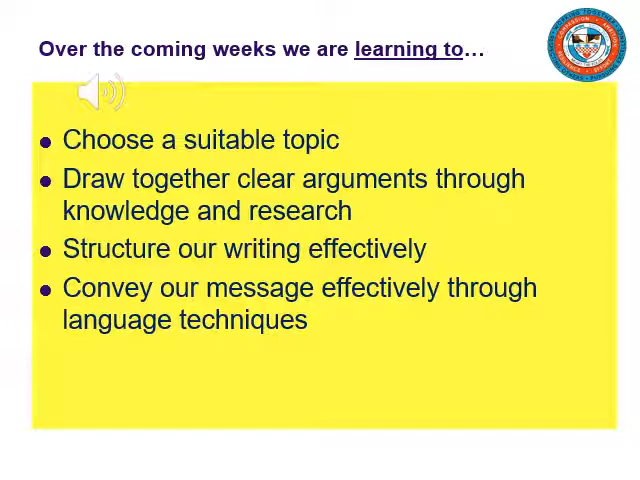 Over the coming weeks we are learning to…
Choose a suitable topic
Draw together clear arguments through
knowledge and research
Structure our writing effectively
Convey our message effectively through
language techniques